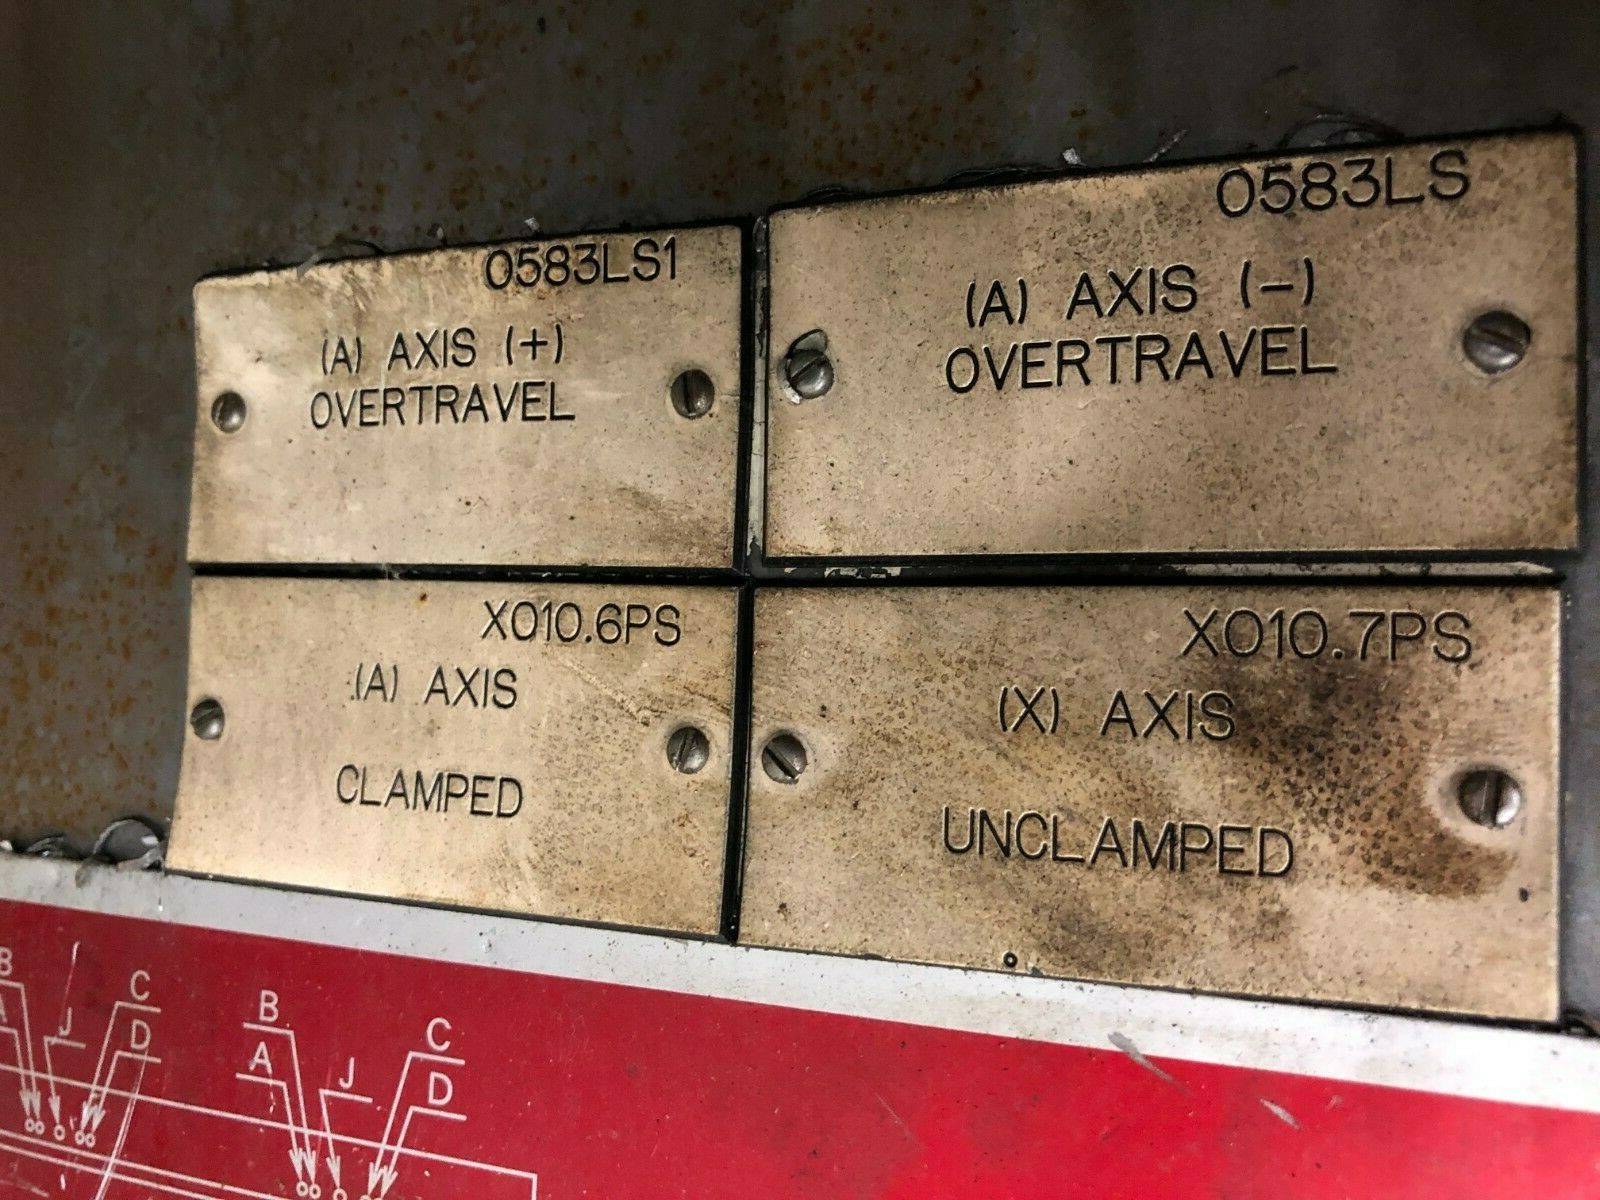 0583LS1
(A) AXIS (+)
OVERTRAVEL
0583LS
(A) AXIS (-)
OVERTRAVEL
X010.6PS
(A) AXIS
CLAMPED
X010.7PS
(X) AXIS
UNCLAMPED
B
A
J
C
D
B
A
J
C
D